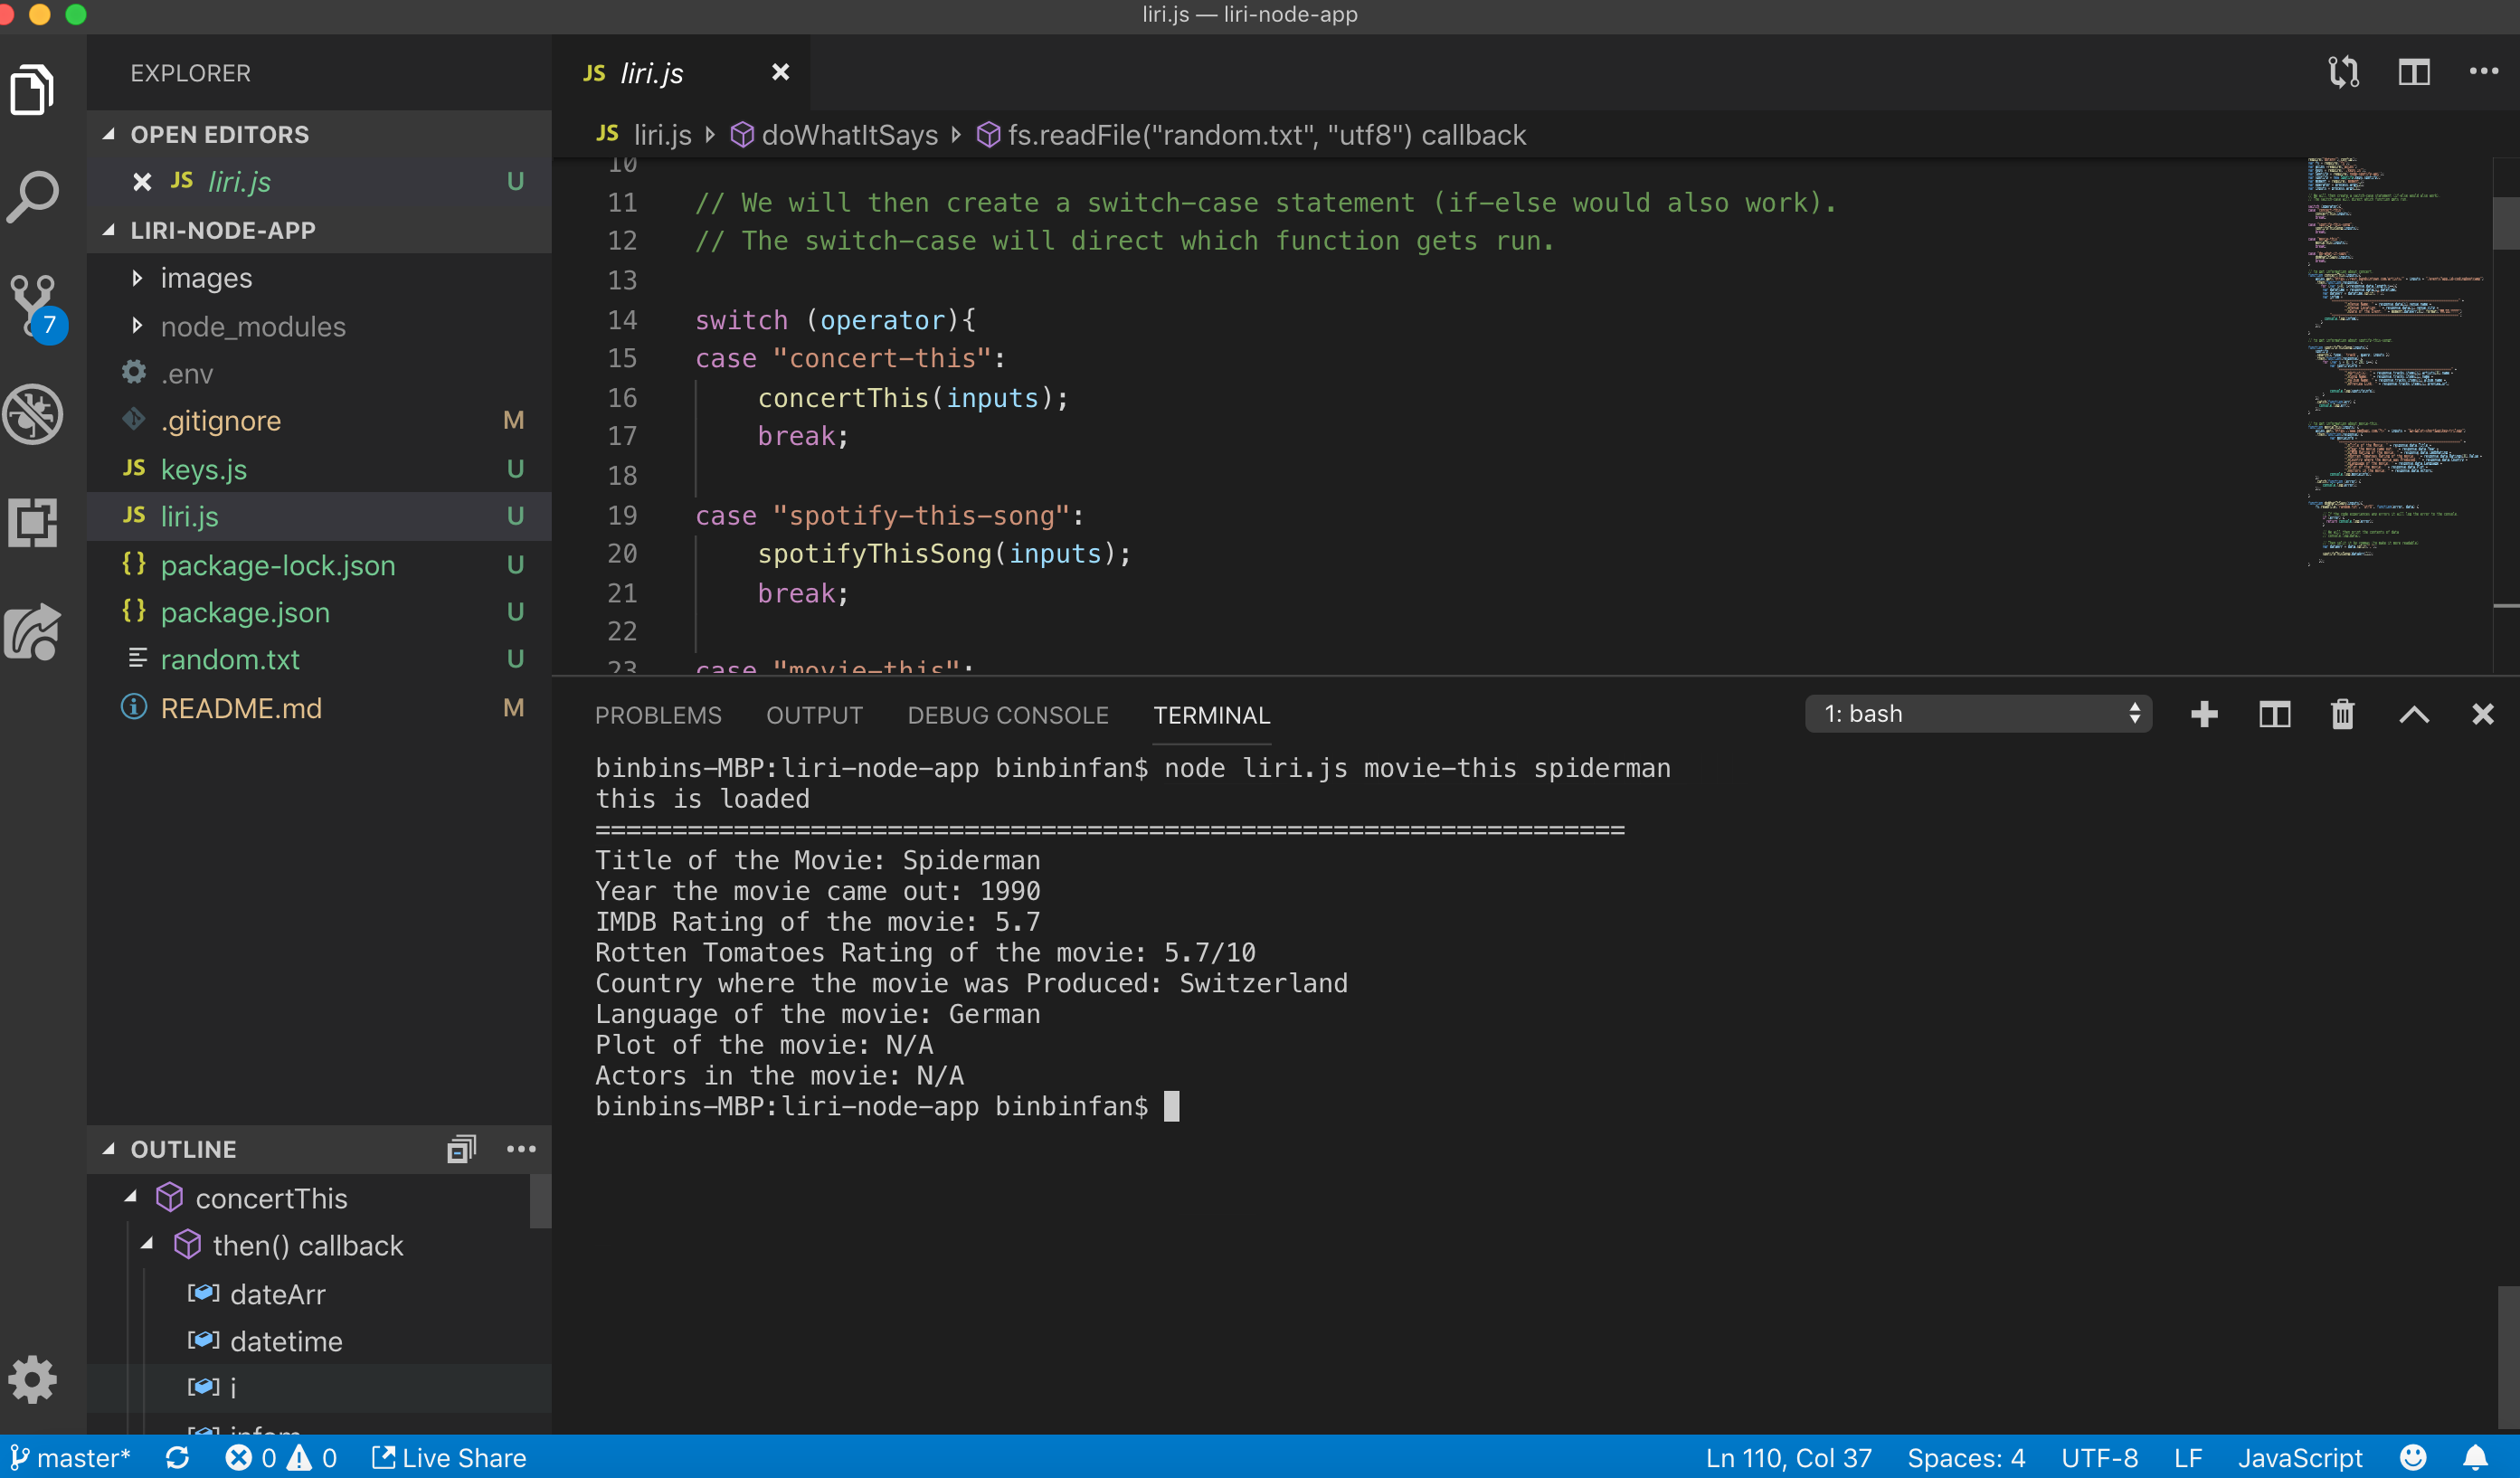 liri.js — liri-node-app
EXPLORER
OPEN EDITORS
JS liri.js U
LIRI-NODE-APP
images
node_modules
.env
.gitignore M
JS keys.js U
JS liri.js U
{} package-lock.json U
{} package.json U
random.txt U
README.md M
7
OUTLINE
concertThis
then() callback
dateArr
datetime
i
JS liri.js
JS liri.js doWhatItSays fs.readFile("random.txt", "utf8") callback
10
11 // We will then create a switch-case statement (if-else would also work).
12 // The switch-case will direct which function gets run.
13
14 switch (operator){
15 case "concert-this":
16 concertThis(inputs);
17 break;
18
19 case "spotify-this-song":
20 spotifyThisSong(inputs);
21 break;
22
23 case "movie-this":
PROBLEMS OUTPUT DEBUG CONSOLE TERMINAL 1: bash
binbins-MBP:liri-node-app binbinfan$ node liri.js movie-this spiderman
this is loaded
===================================================================
Title of the Movie: Spiderman
Year the movie came out: 1990
IMDB Rating of the movie: 5.7
Rotten Tomatoes Rating of the movie: 5.7/10
Country where the movie was Produced: Switzerland
Language of the movie: German
Plot of the movie: N/A
Actors in the movie: N/A
binbins-MBP:liri-node-app binbinfan$
master* 0 0 Live Share Ln 110, Col 37 Spaces: 4 UTF-8 LF JavaScript